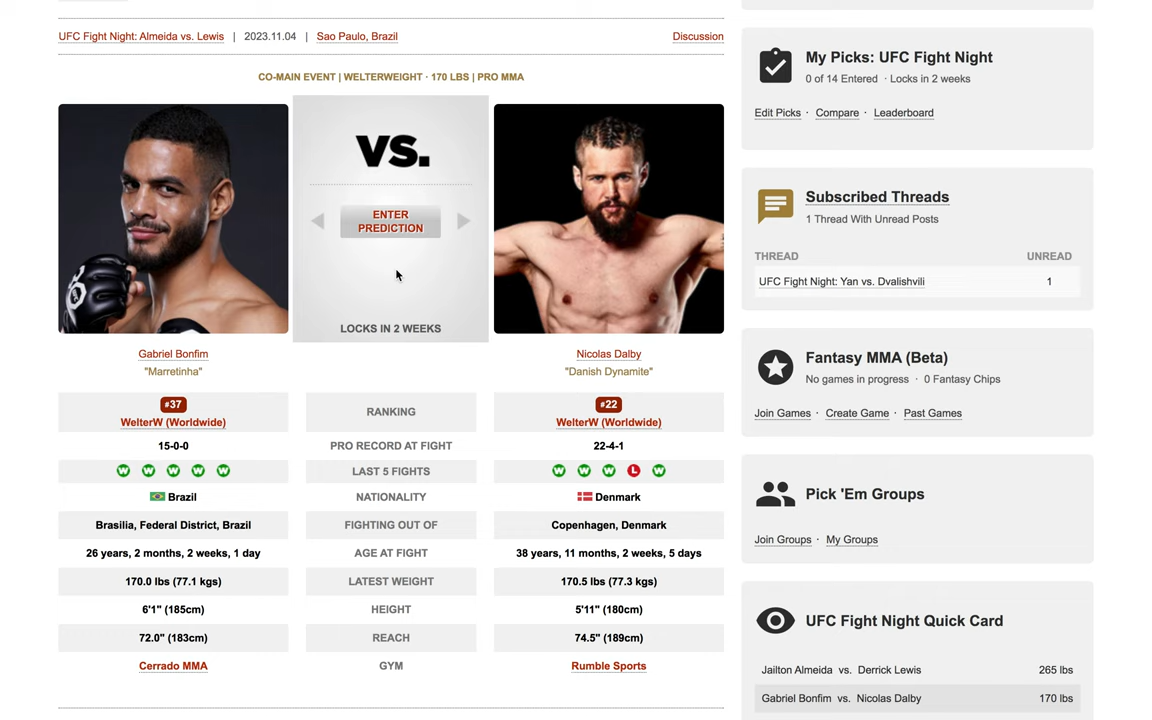 UFC Fight Night: Almeida vs. Lewis | 2023.11.04 | Sao Paulo, Brazil Discussion
CO-MAIN EVENT | WELTERWEIGHT · 170 LBS | PRO MMA
VS.
ENTER
PREDICTION
LOCKS IN 2 WEEKS
Gabriel Bonfim Nicolas Dalby
"Marretinha" "Danish Dynamite"
#37 RANKING #22
WelterW (Worldwide) WelterW (Worldwide)
15-0-0 PRO RECORD AT FIGHT 22-4-1
W W W W W LAST 5 FIGHTS W W W L W
Brazil NATIONALITY Denmark
Brasilia, Federal District, Brazil FIGHTING OUT OF Copenhagen, Denmark
26 years, 2 months, 2 weeks, 1 day AGE AT FIGHT 38 years, 11 months, 2 weeks, 5 days
170.0 lbs (77.1 kgs) LATEST WEIGHT 170.5 lbs (77.3 kgs)
6'1" (185cm) HEIGHT 5'11" (180cm)
72.0" (183cm) REACH 74.5" (189cm)
Cerrado MMA GYM Rumble Sports
My Picks: UFC Fight Night
0 of 14 Entered · Locks in 2 weeks
Edit Picks · Compare · Leaderboard
Subscribed Threads
1 Thread With Unread Posts
THREAD UNREAD
UFC Fight Night: Yan vs. Dvalishvili 1
Fantasy MMA (Beta)
No games in progress · 0 Fantasy Chips
Join Games · Create Game · Past Games
Pick 'Em Groups
Join Groups · My Groups
UFC Fight Night Quick Card
Jailton Almeida vs. Derrick Lewis 265 lbs
Gabriel Bonfim vs. Nicolas Dalby 170 lbs